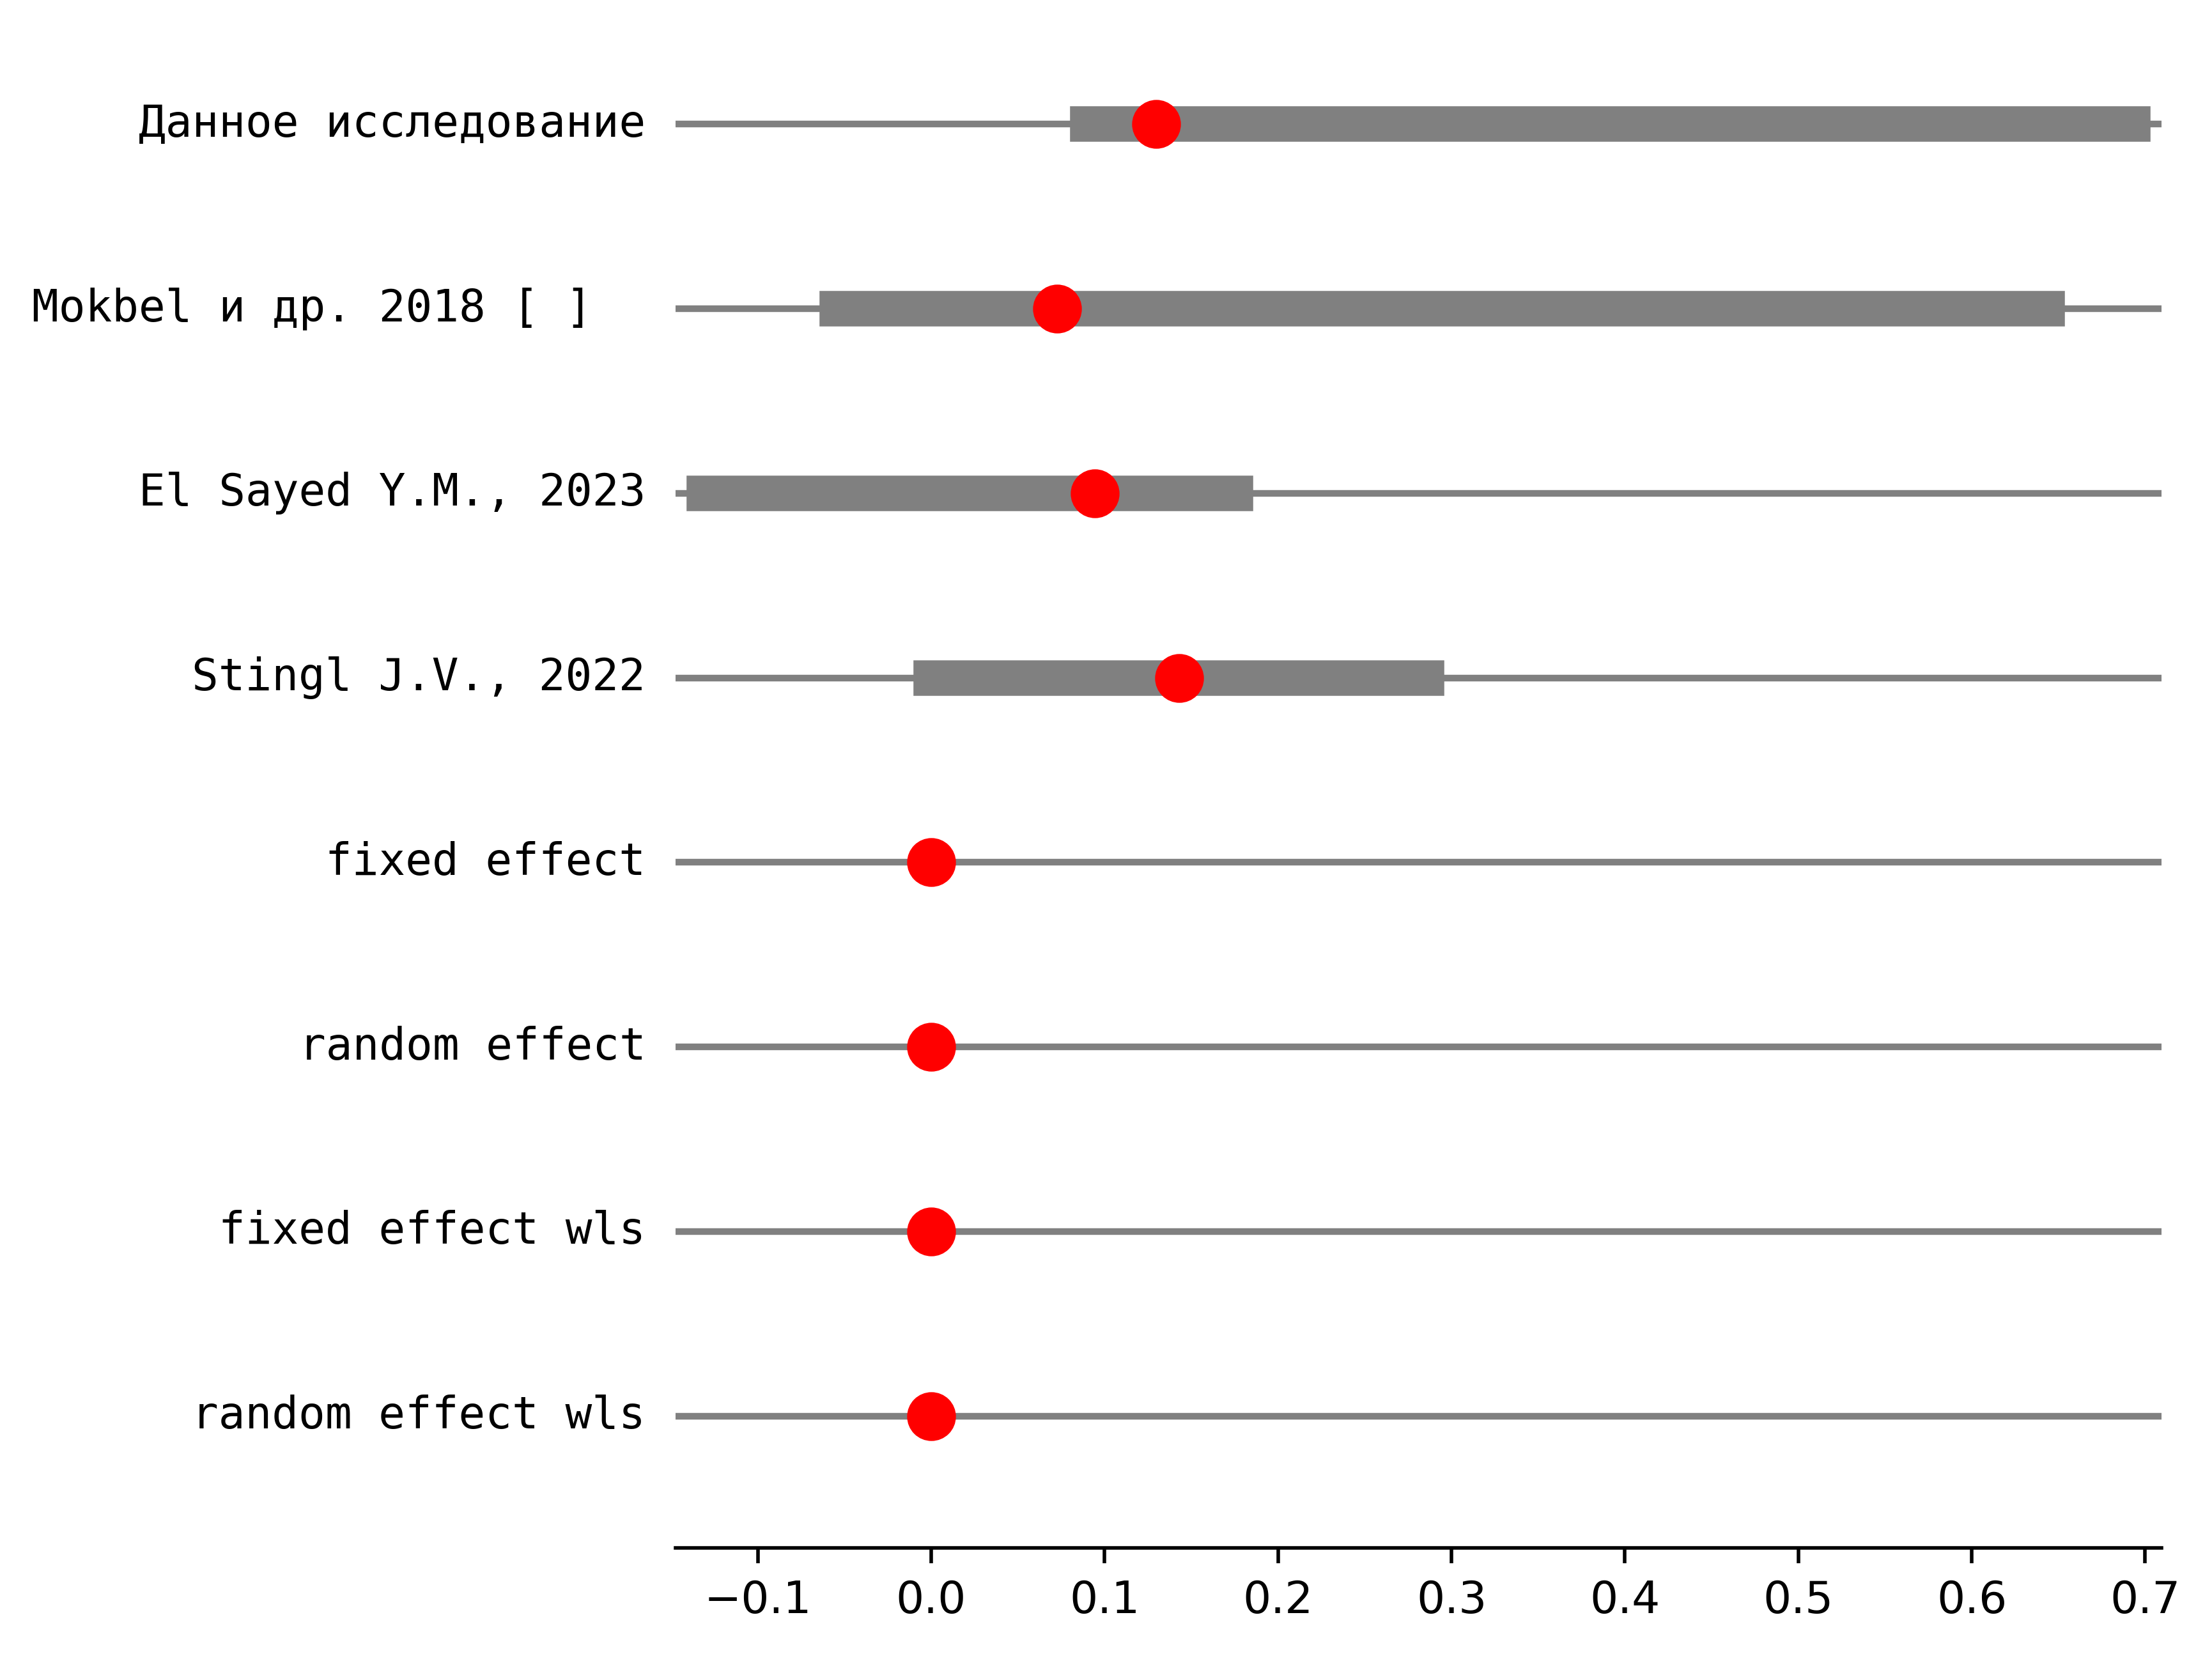 Данное исследование
Mokbel и др. 2018 [ ]
El Sayed Y.M., 2023
Stingl J.V., 2022
fixed effect
random effect
fixed effect wls
random effect wls
−0.1 0.0 0.1 0.2 0.3 0.4 0.5 0.6 0.7